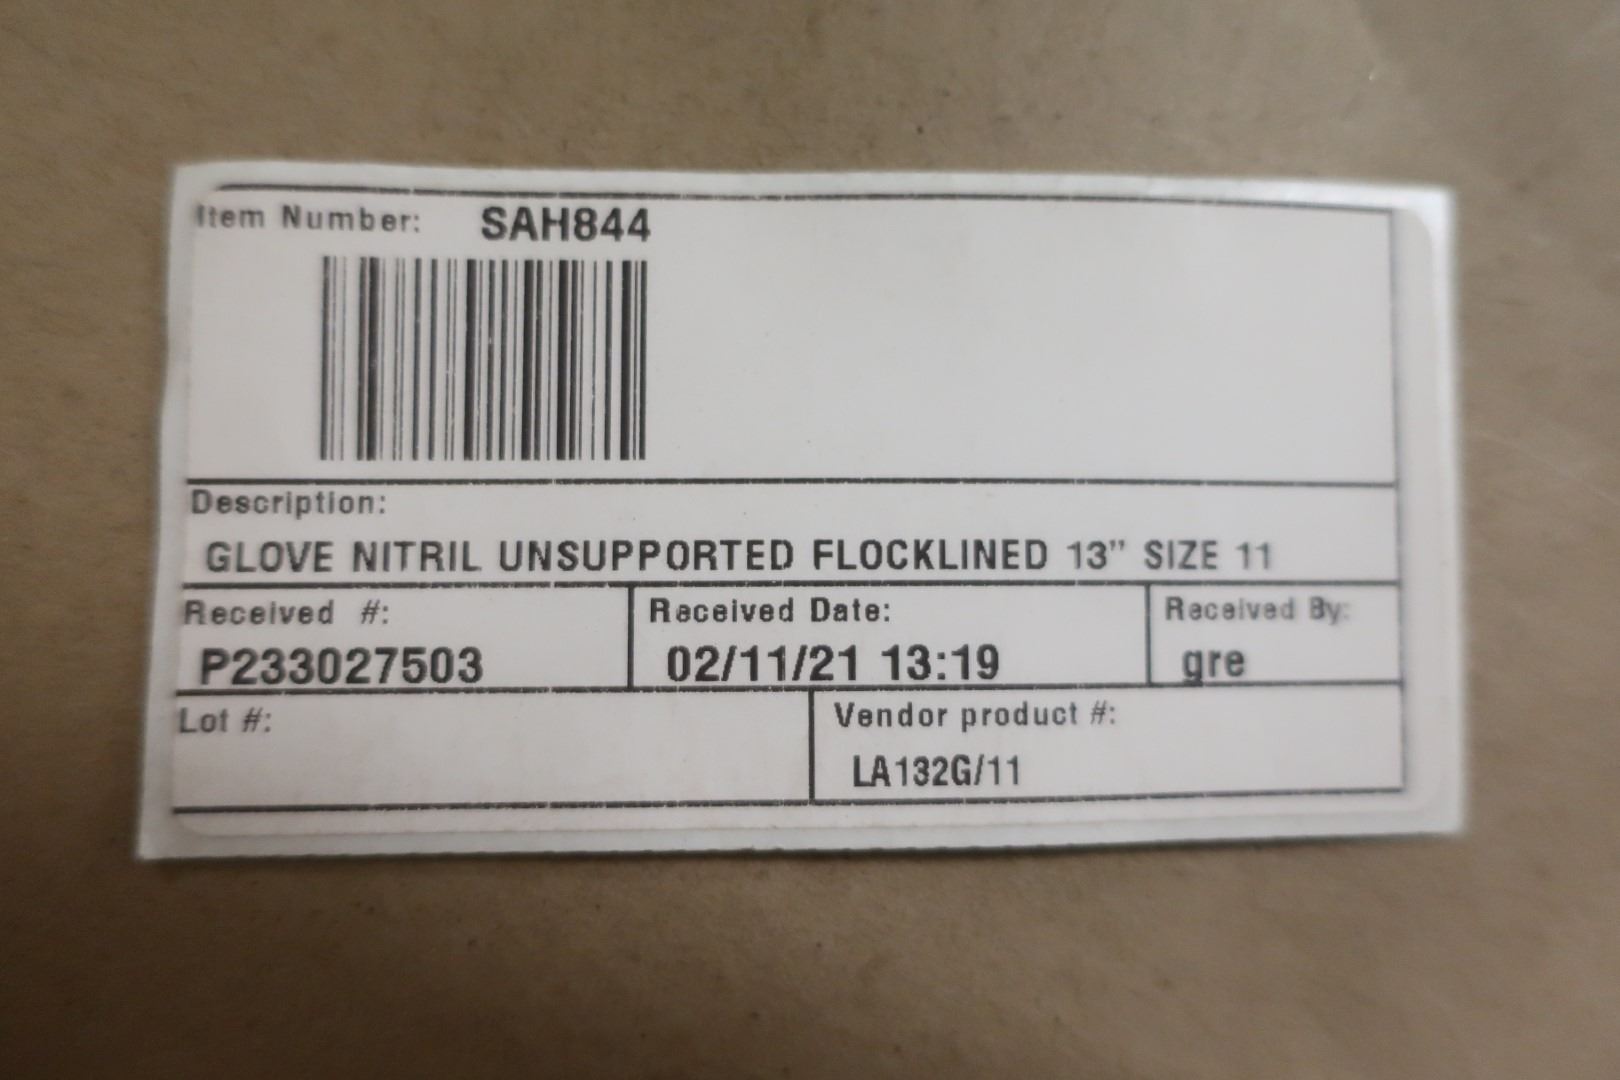 Item Number: SAH844
Description:
GLOVE NITRIL UNSUPPORTED FLOCKLINED 13" SIZE 11
Received #: Received Date: Received By:
P233027503 02/11/21 13:19 gre
Lot #: Vendor product #:
LA132G/11